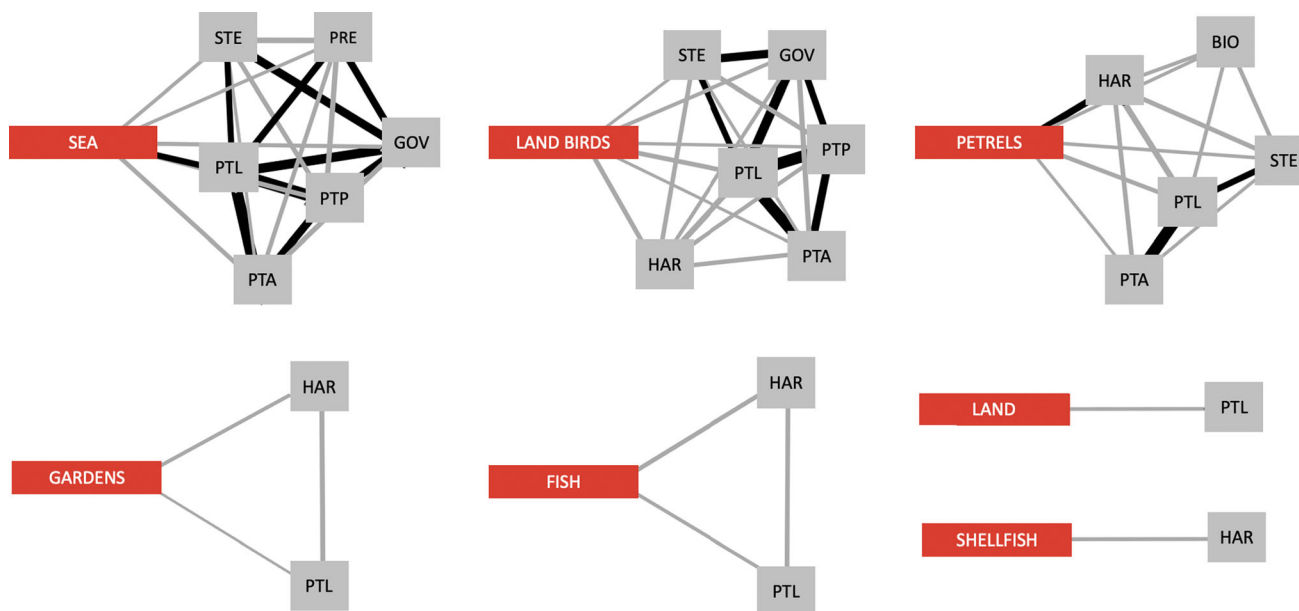 STE
PRE
SEA
GOV
PTL
PTP
PTA
STE
GOV
LAND BIRDS
PTP
PTL
HAR
PTA
BIO
HAR
PETRELS
STE
PTL
PTA
HAR
GARDENS
PTL
HAR
FISH
PTL
LAND
PTL
SHELLFISH
HAR